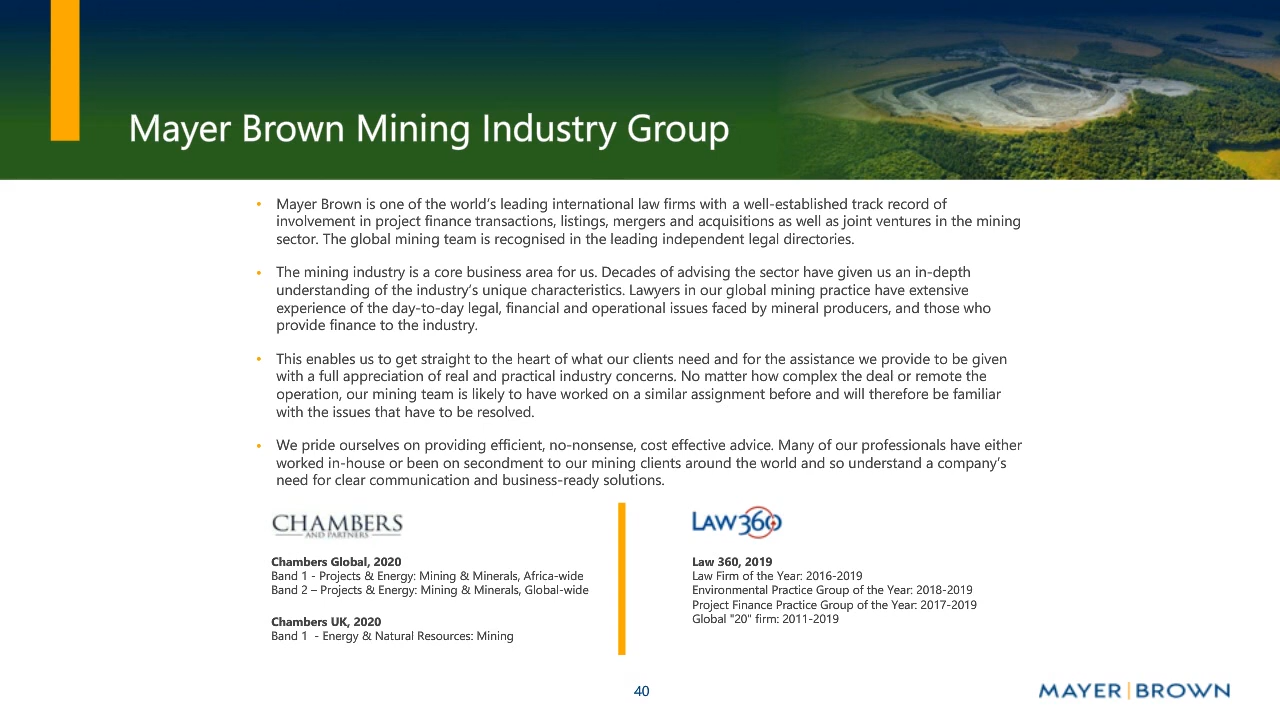 Mayer Brown Mining Industry Group
• Mayer Brown is one of the world's leading international law firms with a well-established track record of
involvement in project finance transactions, listings, mergers and acquisitions as well as joint ventures in the mining
sector. The global mining team is recognised in the leading independent legal directories.
• The mining industry is a core business area for us. Decades of advising the sector have given us an in-depth
understanding of the industry's unique characteristics. Lawyers in our global mining practice have extensive
experience of the day-to-day legal, financial and operational issues faced by mineral producers, and those who
provide finance to the industry.
• This enables us to get straight to the heart of what our clients need and for the assistance we provide to be given
with a full appreciation of real and practical industry concerns. No matter how complex the deal or remote the
operation, our mining team is likely to have worked on a similar assignment before and will therefore be familiar
with the issues that have to be resolved.
• We pride ourselves on providing efficient, no-nonsense, cost effective advice. Many of our professionals have either
worked in-house or been on secondment to our mining clients around the world and so understand a company's
need for clear communication and business-ready solutions.
CHAMBERS
AND PARTNERS
Chambers Global, 2020
Band 1 - Projects & Energy: Mining & Minerals, Africa-wide
Band 2 – Projects & Energy: Mining & Minerals, Global-wide
Chambers UK, 2020
Band 1  - Energy & Natural Resources: Mining
LAW360
Law 360, 2019
Law Firm of the Year: 2016-2019
Environmental Practice Group of the Year: 2018-2019
Project Finance Practice Group of the Year: 2017-2019
Global "20" firm: 2011-2019
40
MAYER | BROWN